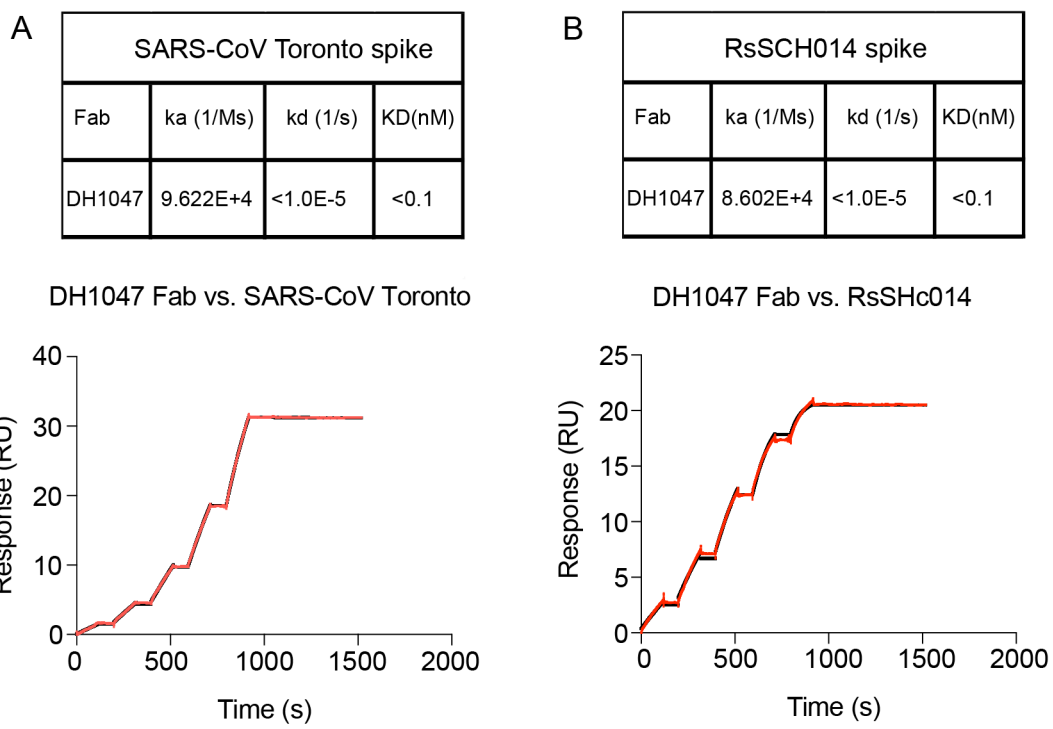 A
SARS-CoV Toronto spike
Fab ka (1/Ms) kd (1/s) KD(nM)
DH1047 9.622E+4 <1.0E-5 <0.1
DH1047 Fab vs. SARS-CoV Toronto
40
30
20
10
0
Response (RU)
0 500 1000 1500 2000
Time (s)
B
RsSCH014 spike
Fab ka (1/Ms) kd (1/s) KD(nM)
DH1047 8.602E+4 <1.0E-5 <0.1
DH1047 Fab vs. RsSHc014
25
20
15
10
5
0
Response (RU)
0 500 1000 1500 2000
Time (s)